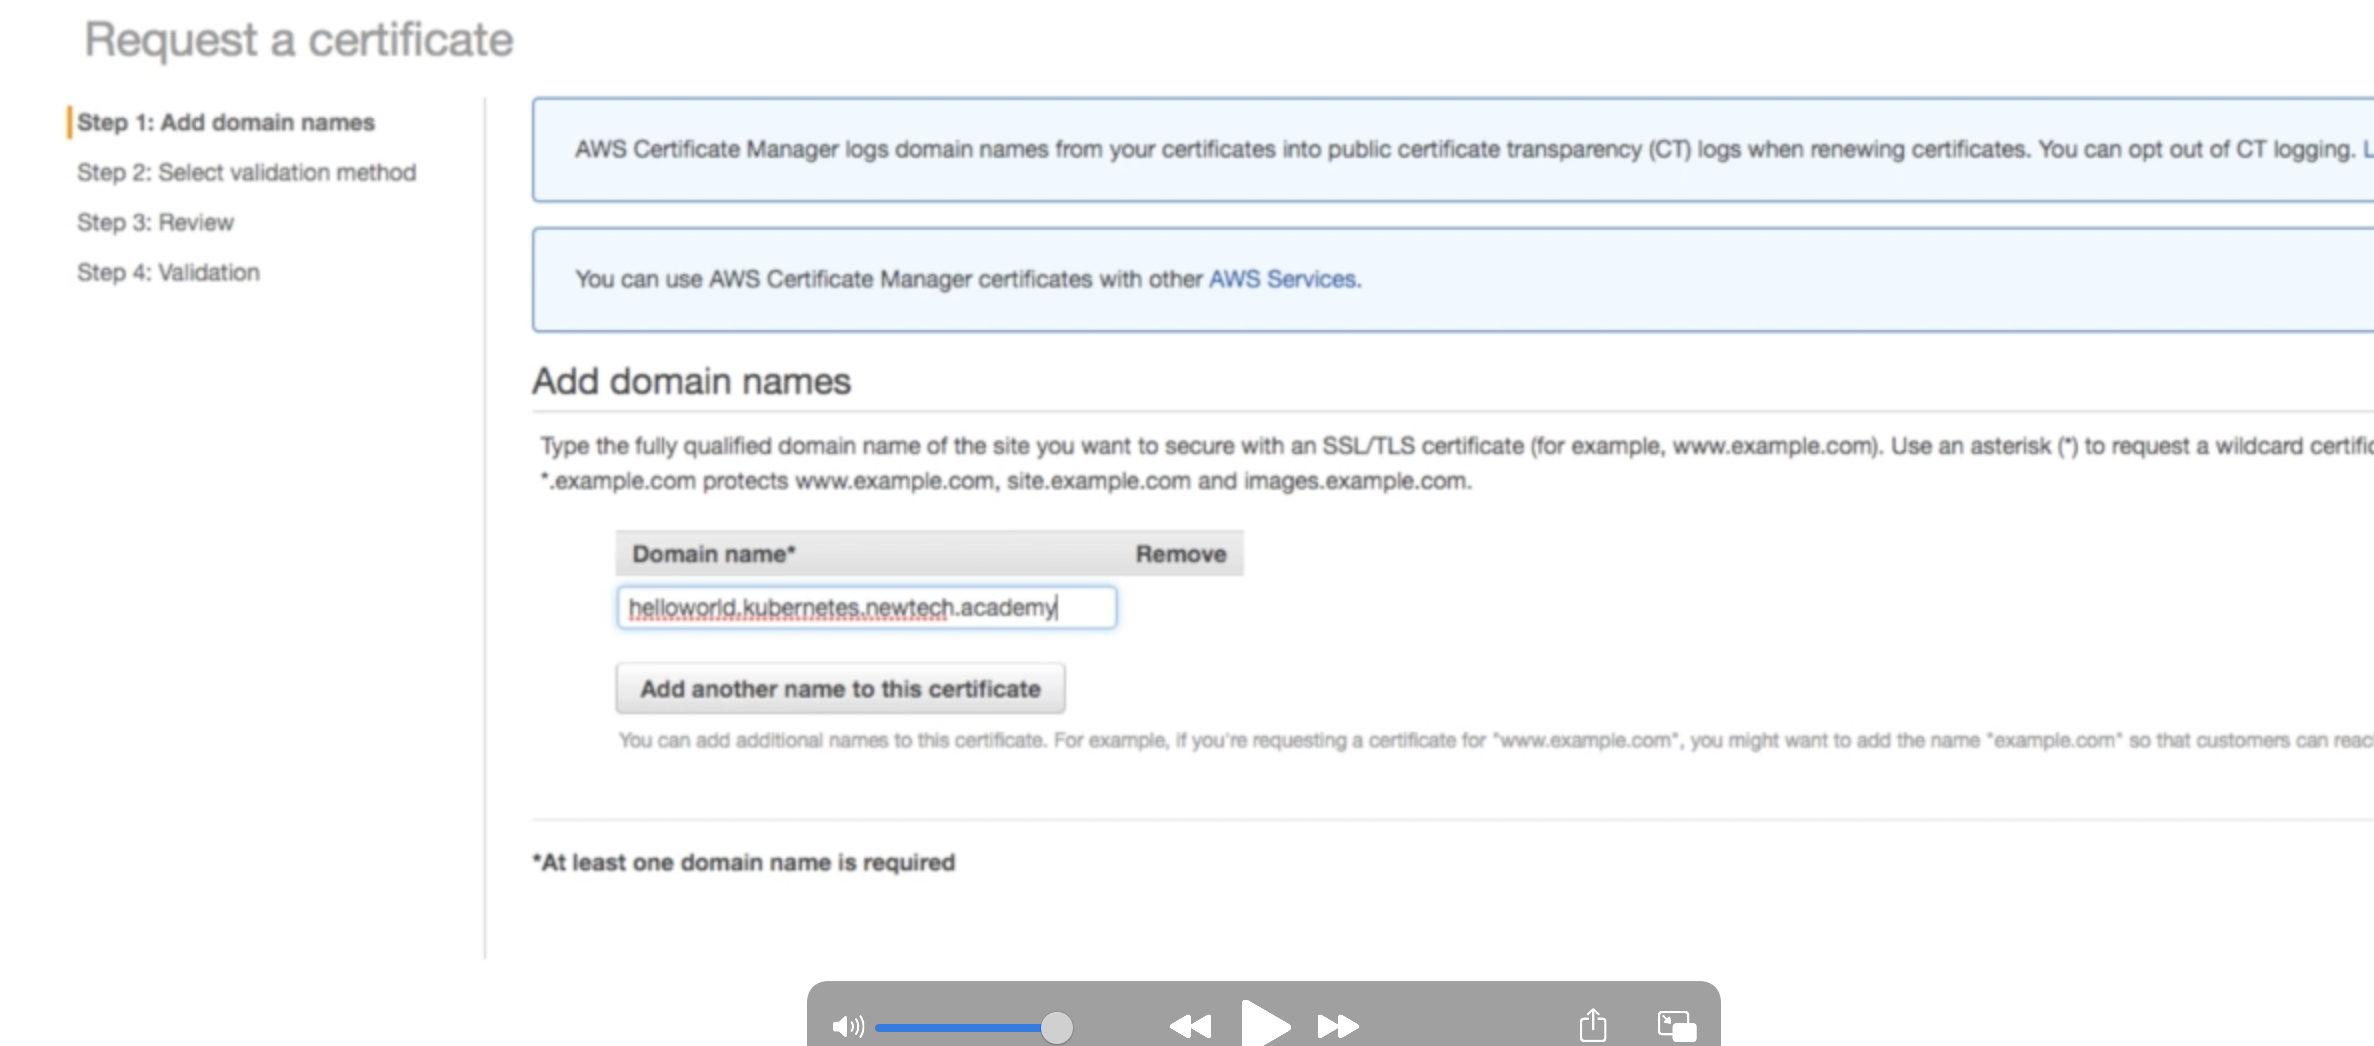 Request a certificate
Step 1: Add domain names
Step 2: Select validation method
Step 3: Review
Step 4: Validation
AWS Certificate Manager logs domain names from your certificates into public certificate transparency (CT) logs when renewing certificates. You can opt out of CT logging. L
You can use AWS Certificate Manager certificates with other AWS Services.
Add domain names
Type the fully qualified domain name of the site you want to secure with an SSL/TLS certificate (for example, www.example.com). Use an asterisk (*) to request a wildcard certific
*.example.com protects www.example.com, site.example.com and images.example.com.
Domain name* Remove
helloworld.kubernetes.newtech.academy
Add another name to this certificate
You can add additional names to this certificate. For example, if you're requesting a certificate for "www.example.com", you might want to add the name "example.com" so that customers can reac
*At least one domain name is required